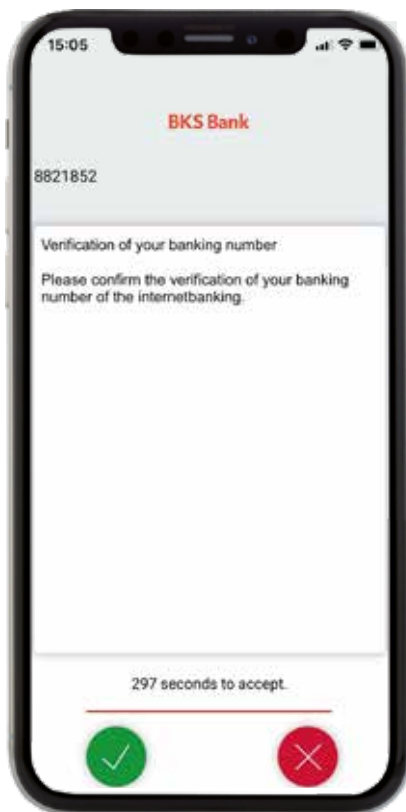 15:05
BKS Bank
8821852
Verification of your banking number
Please confirm the verification of your banking
number of the internetbanking.
297 seconds to accept.